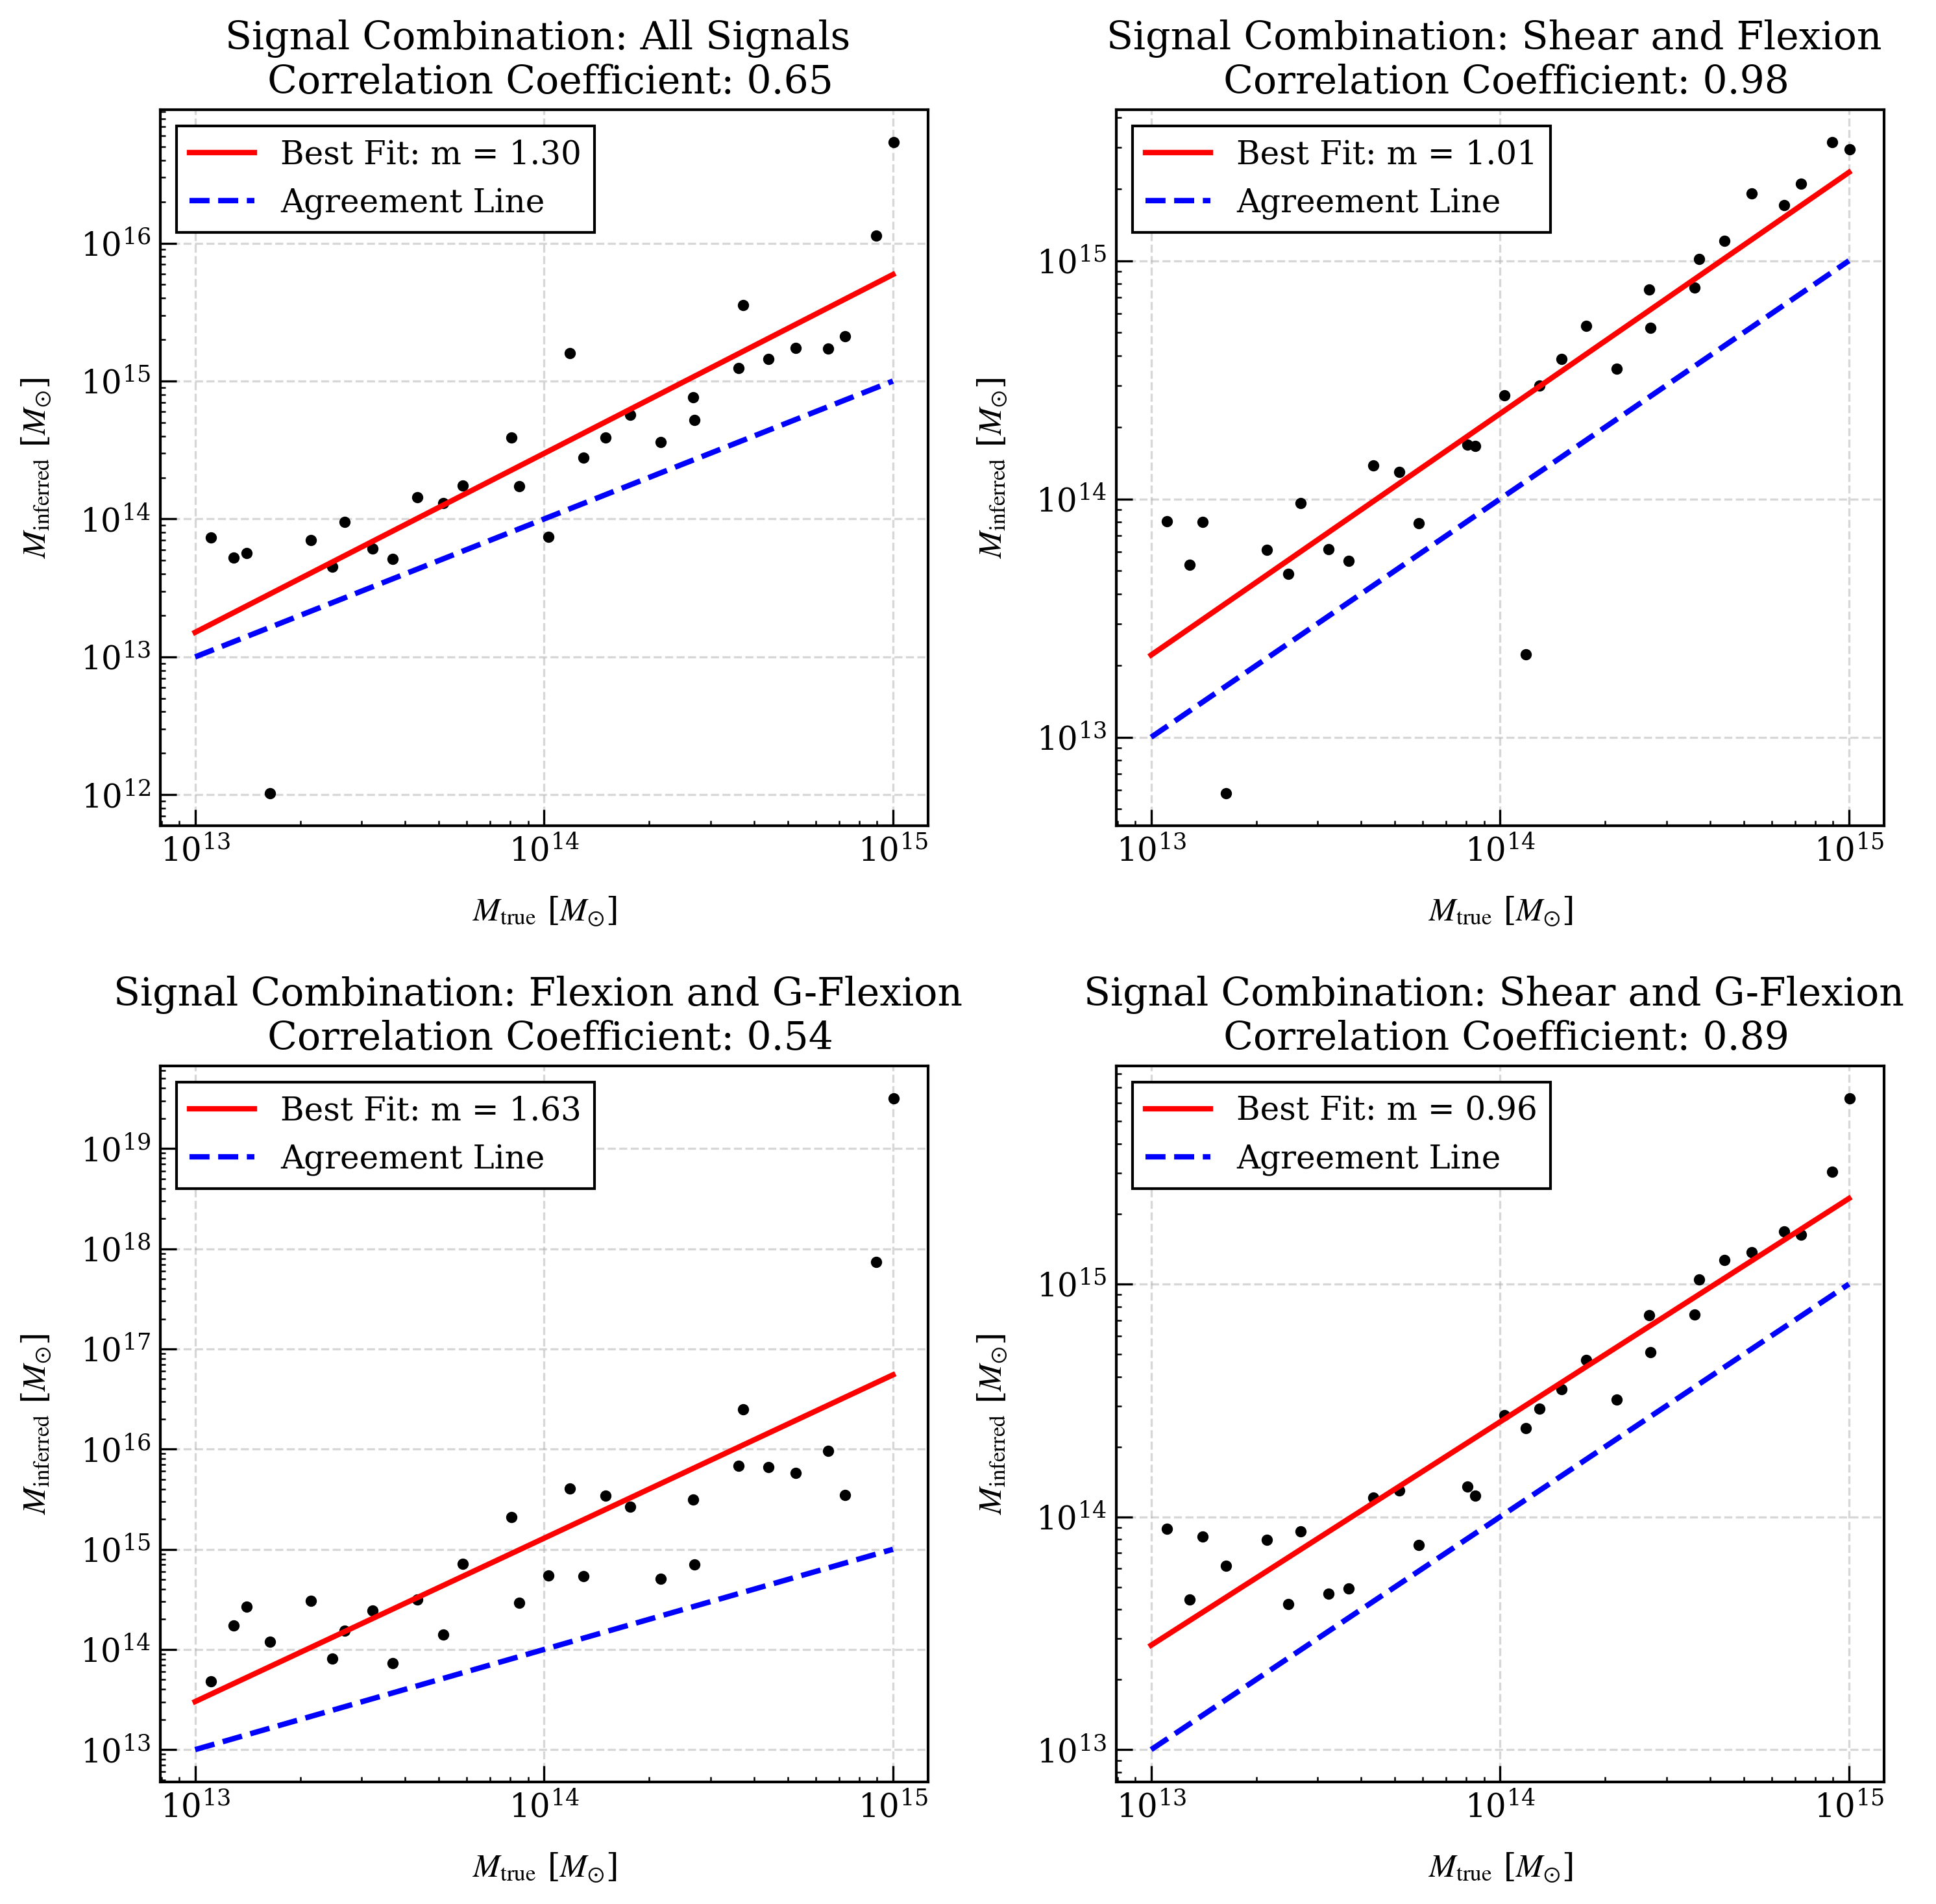 Signal Combination: All Signals
Correlation Coefficient: 0.65
Best Fit: m = 1.30
Agreement Line
10^16
10^15
10^14
10^13
10^12
10^13
10^14
10^15
M_inferred [M_⊙]
M_true [M_⊙]
Signal Combination: Shear and Flexion
Correlation Coefficient: 0.98
Best Fit: m = 1.01
Agreement Line
10^15
10^14
10^13
10^13
10^14
10^15
M_inferred [M_⊙]
M_true [M_⊙]
Signal Combination: Flexion and G-Flexion
Correlation Coefficient: 0.54
Best Fit: m = 1.63
Agreement Line
10^19
10^18
10^17
10^16
10^15
10^14
10^13
10^13
10^14
10^15
M_inferred [M_⊙]
M_true [M_⊙]
Signal Combination: Shear and G-Flexion
Correlation Coefficient: 0.89
Best Fit: m = 0.96
Agreement Line
10^15
10^14
10^13
10^13
10^14
10^15
M_inferred [M_⊙]
M_true [M_⊙]